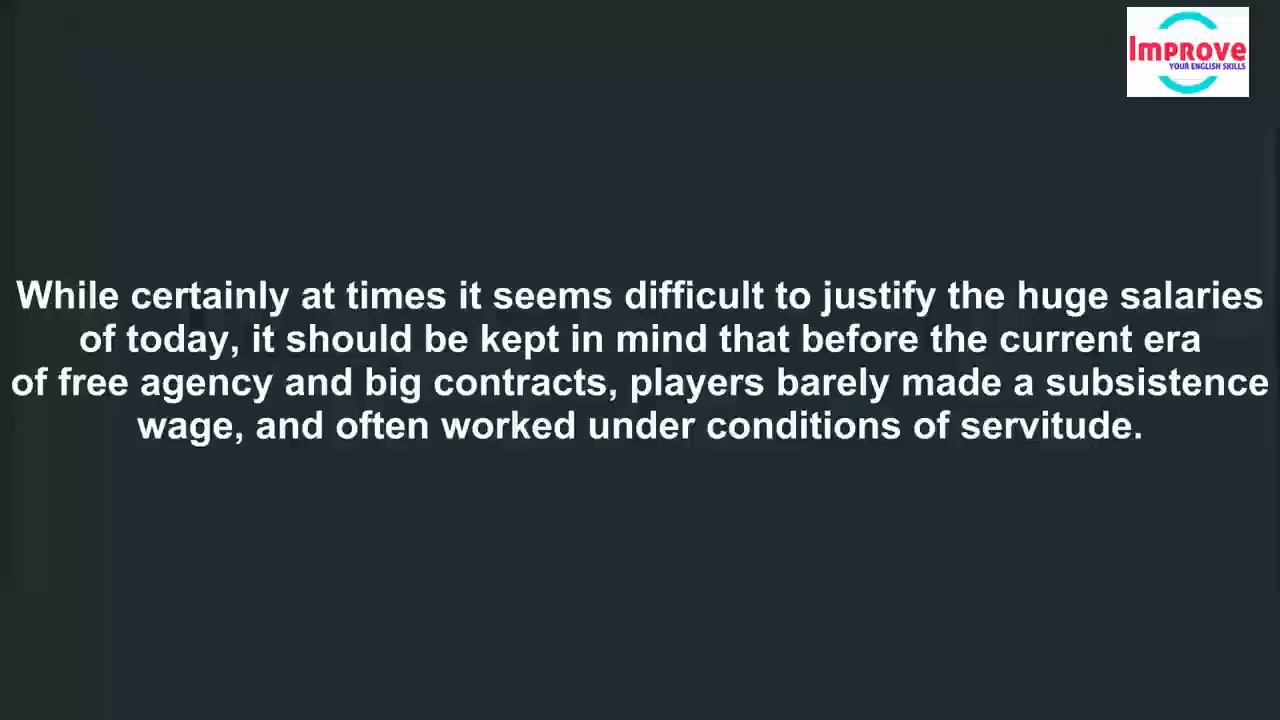 Improve
YOUR ENGLISH SKILLS
While certainly at times it seems difficult to justify the huge salaries
of today, it should be kept in mind that before the current era
of free agency and big contracts, players barely made a subsistence
wage, and often worked under conditions of servitude.